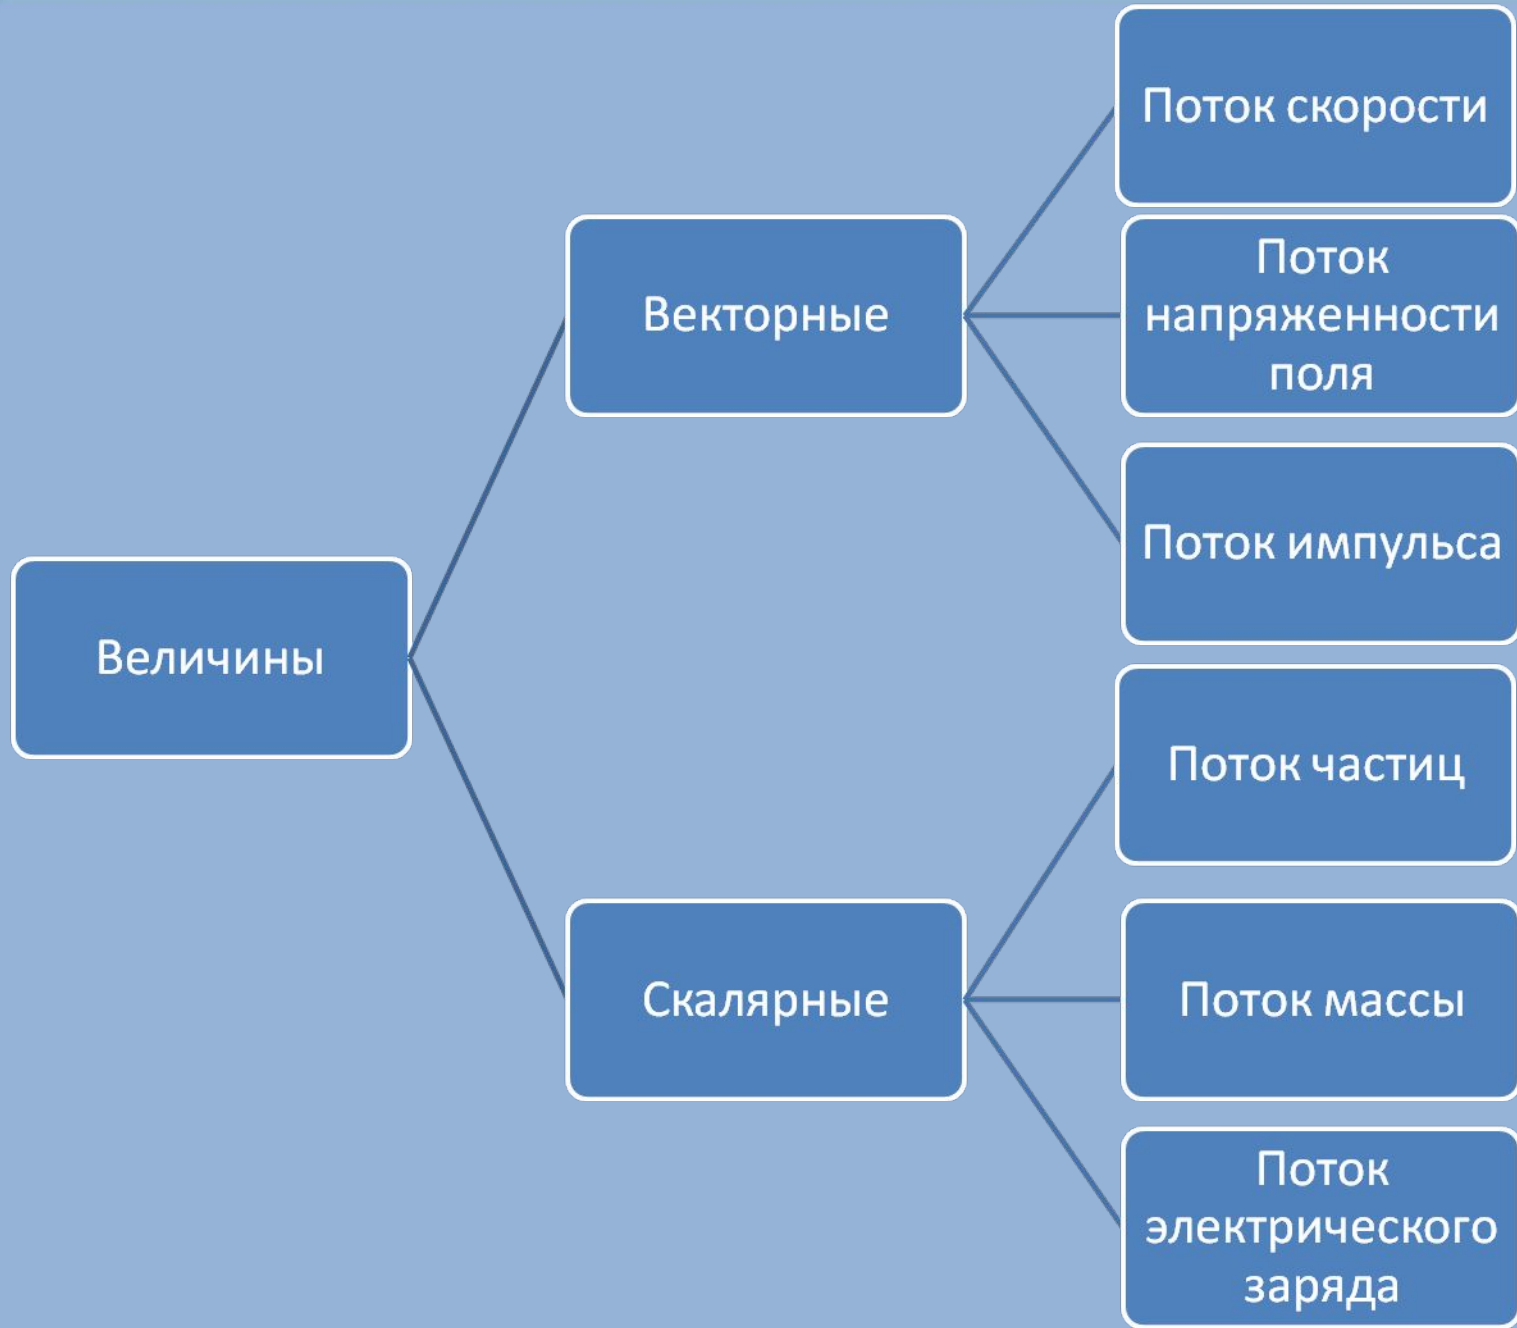 Величины
Векторные
Поток скорости
Поток
напряженности
поля
Поток импульса
Скалярные
Поток частиц
Поток массы
Поток
электрического
заряда